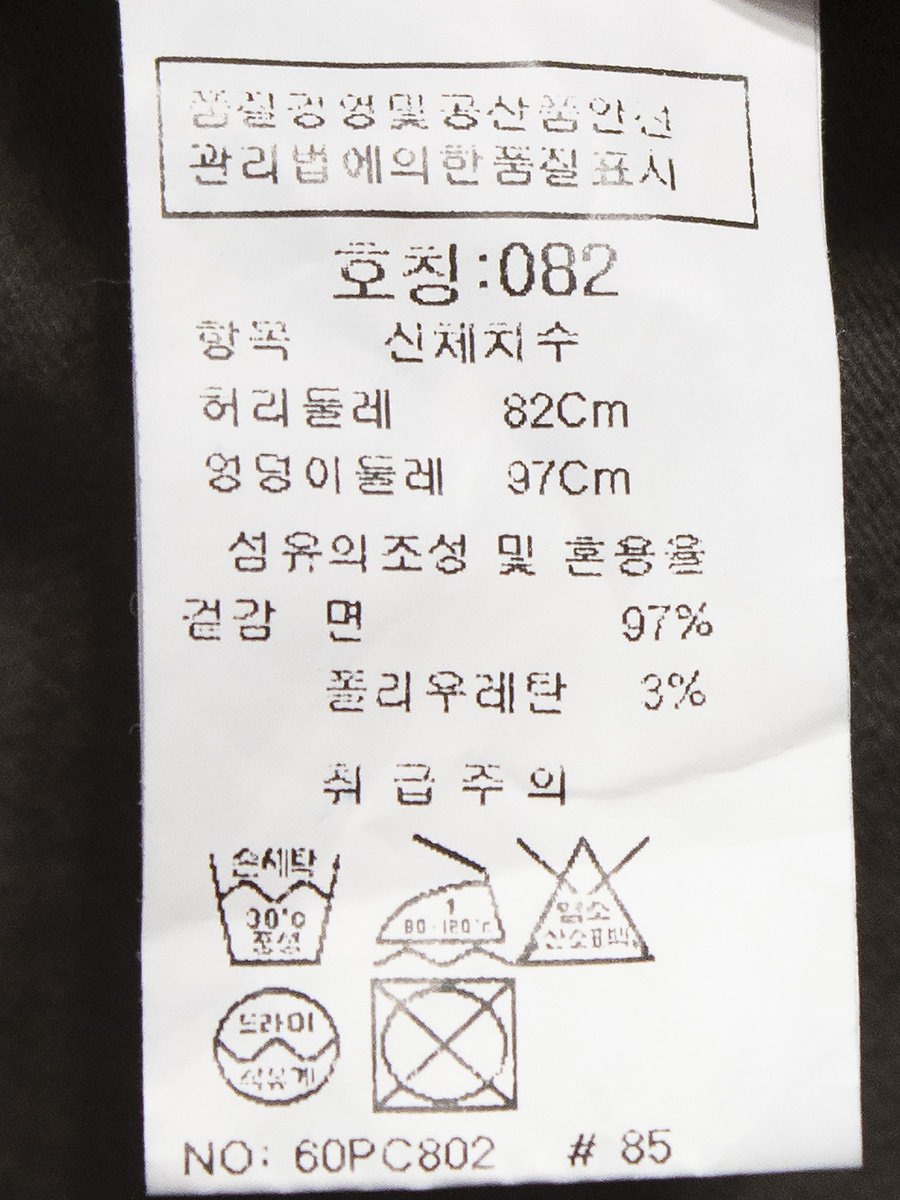 품질경영및공산품안전
관리법에의한품질표시
호칭:082
항목 신체치수
허리둘레 82Cm
엉덩이둘레 97Cm
섬유의조성 및 혼용율
겉감 면 97%
폴리우레탄 3%
취급주의
손세탁
30°c
중성
1
80-120°c
염소
산소표백
드라이
석유계
NO: 60PC802 # 85